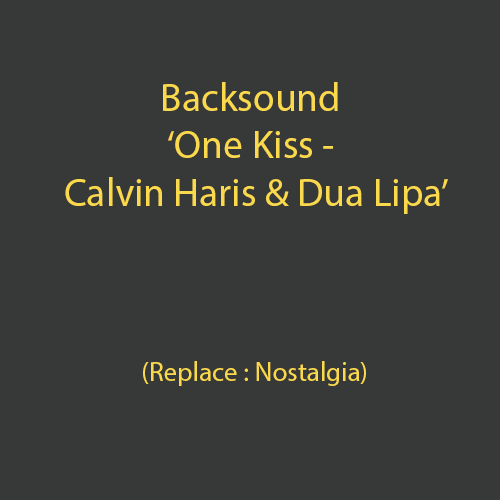 Backsound
‘One Kiss -
Calvin Haris & Dua Lipa’
(Replace : Nostalgia)